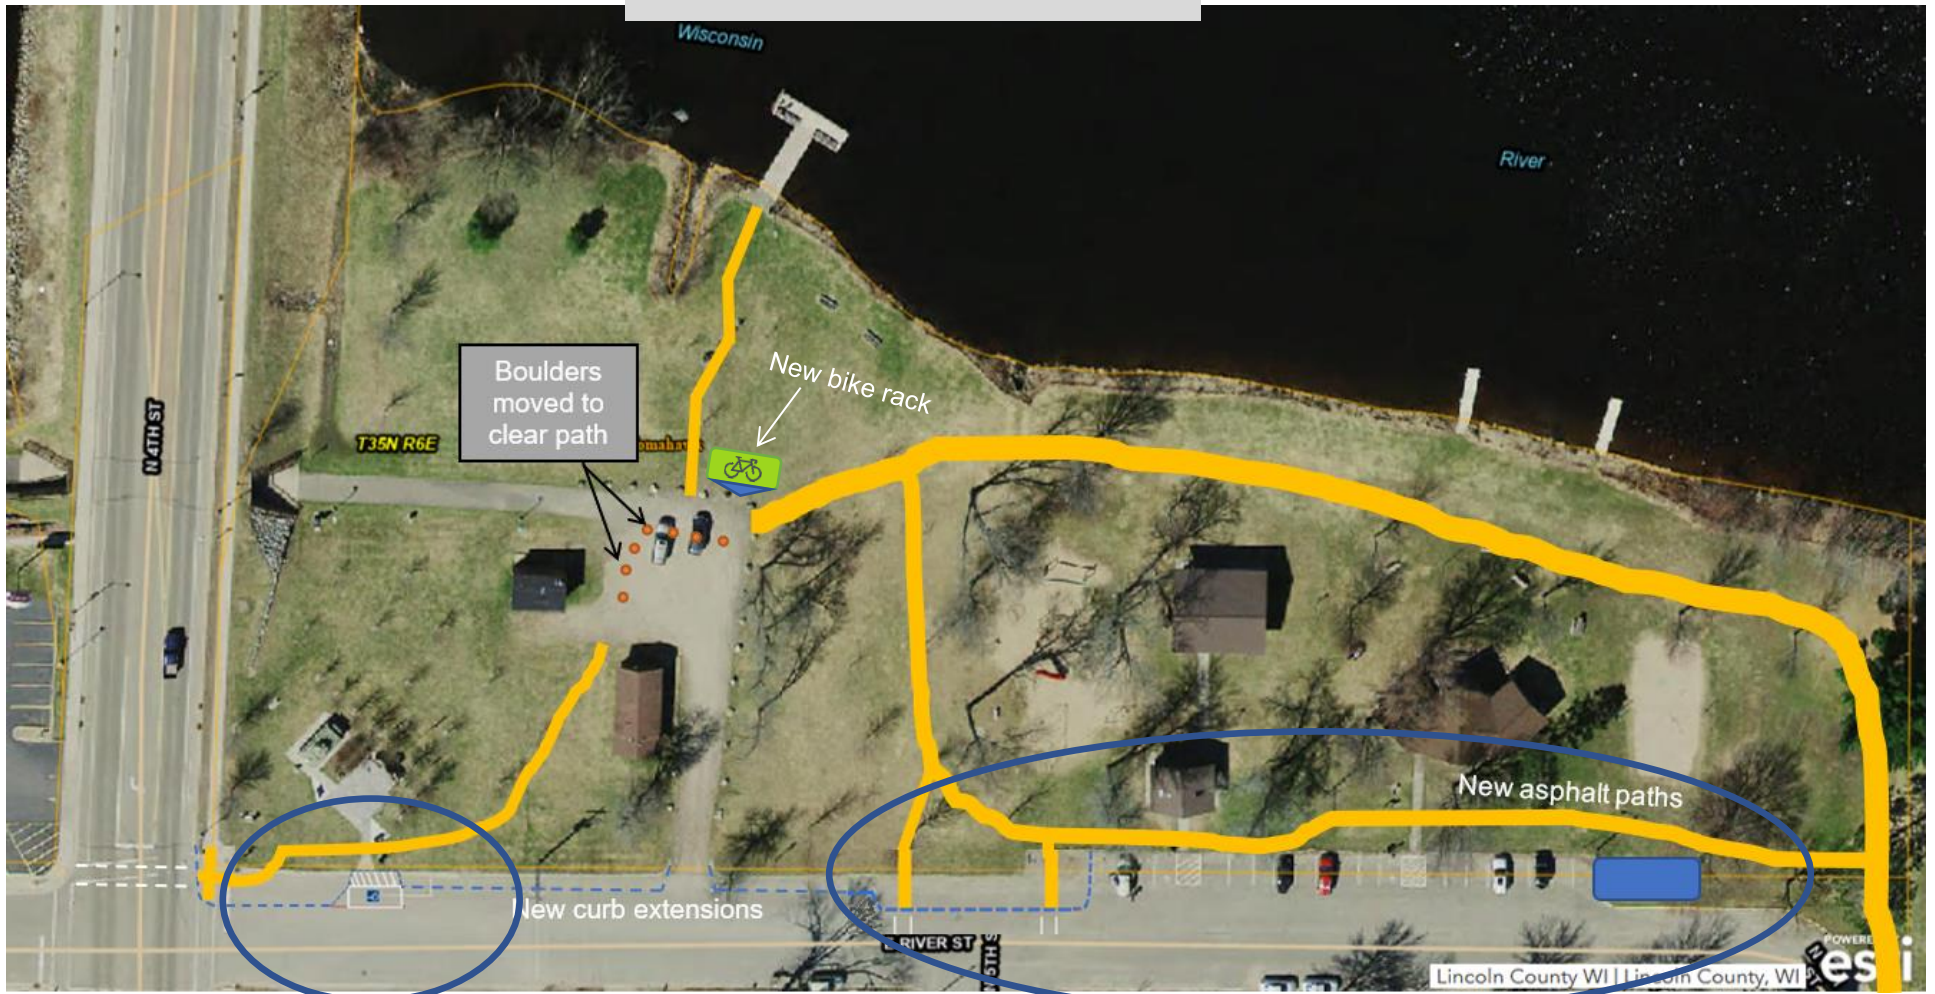 Wisconsin
River
New bike rack
Boulders
moved to
clear path
N 4TH ST
T35N R6E
New asphalt paths
New curb extensions
E RIVER ST
POWERE
esri
Lincoln County WI | Lincoln County, WI